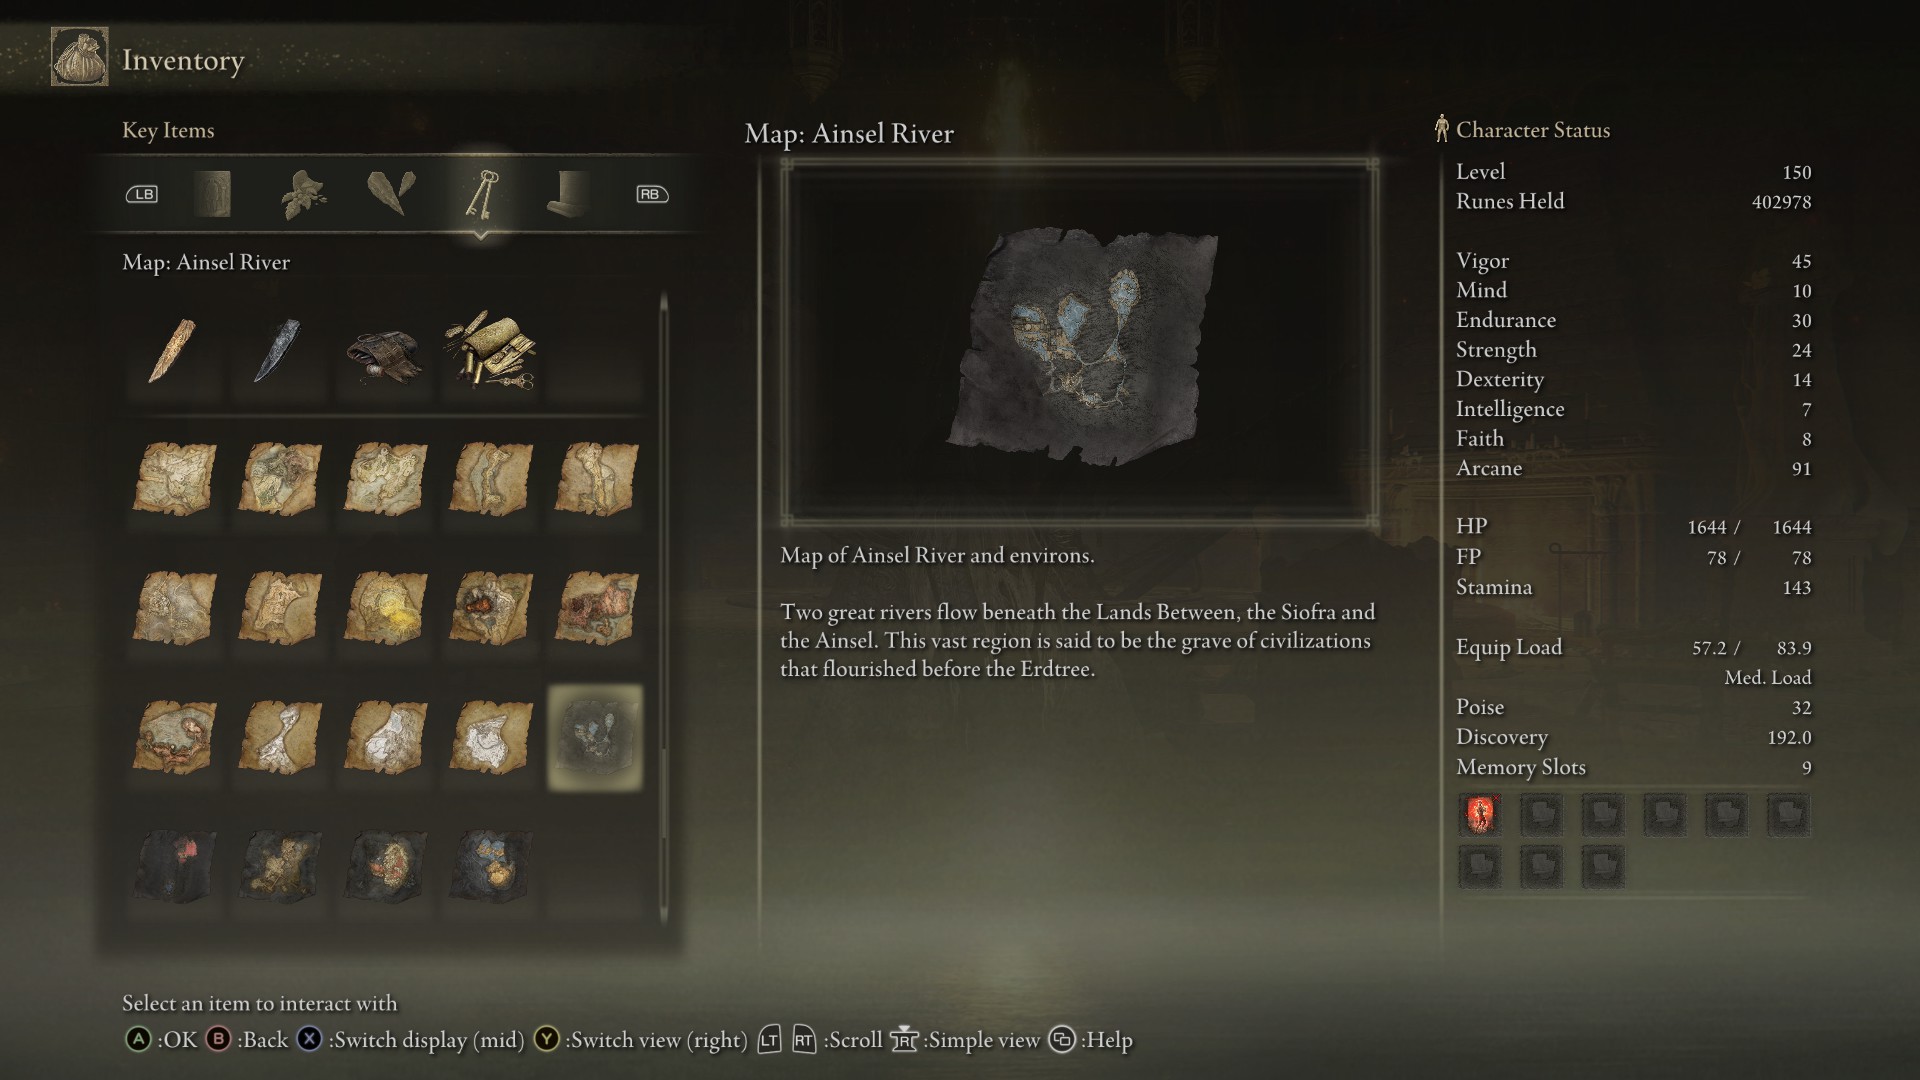 Inventory
Key Items
LB
RB
Map: Ainsel River
Map: Ainsel River
Map of Ainsel River and environs.
Two great rivers flow beneath the Lands Between, the Siofra and
the Ainsel. This vast region is said to be the grave of civilizations
that flourished before the Erdtree.
Character Status
Level 150
Runes Held 402978
Vigor 45
Mind 10
Endurance 30
Strength 24
Dexterity 14
Intelligence 7
Faith 8
Arcane 91
HP 1644 / 1644
FP 78 / 78
Stamina 143
Equip Load 57.2 / 83.9
Med. Load
Poise 32
Discovery 192.0
Memory Slots 9
Select an item to interact with
A :OK B :Back X :Switch display (mid) Y :Switch view (right) LT RT :Scroll R :Simple view :Help